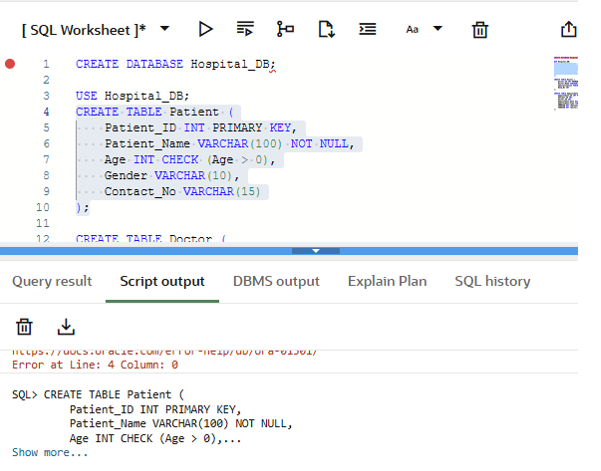 [ SQL Worksheet ]*
Aa
1 CREATE DATABASE Hospital_DB;
2
3 USE Hospital_DB;
4 CREATE TABLE Patient (
5 Patient_ID INT PRIMARY KEY,
6 Patient_Name VARCHAR(100) NOT NULL,
7 Age INT CHECK (Age > 0),
8 Gender VARCHAR(10),
9 Contact_No VARCHAR(15)
10 );
11
12 CREATE TABLE Doctor (
Query result Script output DBMS output Explain Plan SQL history
https://docs.oracle.com/error-help/db/ora-01501/
Error at Line: 4 Column: 0
SQL> CREATE TABLE Patient (
Patient_ID INT PRIMARY KEY,
Patient_Name VARCHAR(100) NOT NULL,
Age INT CHECK (Age > 0),...
Show more...